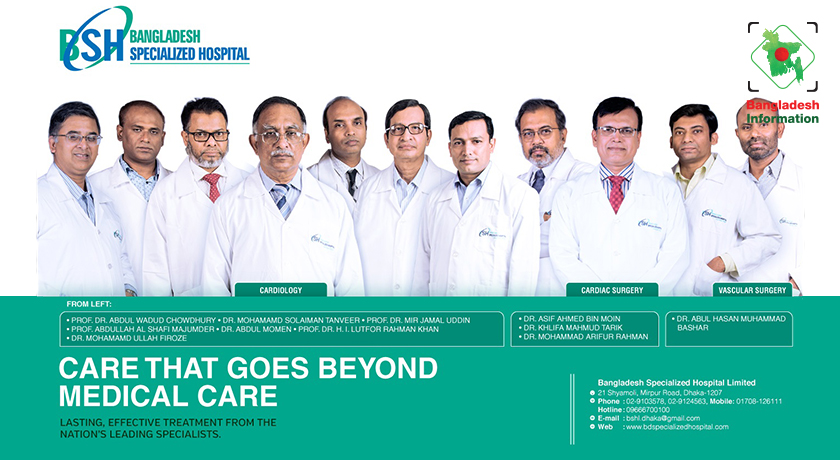 BSH BANGLADESH
SPECIALIZED HOSPITAL
Bangladesh
Information
BSH
BSH
CARDIOLOGY
CARDIAC SURGERY
VASCULAR SURGERY
FROM LEFT:
• PROF. DR. ABDUL WADUD CHOWDHURY • DR. MOHAMAMD SOLAIMAN TANVEER • PROF. DR. MIR JAMAL UDDIN
• PROF. ABDULLAH AL SHAFI MAJUMDER • DR. ABDUL MOMEN • PROF. DR. H. I. LUTFOR RAHMAN KHAN
• DR. MOHAMAMD ULLAH FIROZE
• DR. ASIF AHMED BIN MOIN
• DR. KHLIFA MAHMUD TARIK
• DR. MOHAMMAD ARIFUR RAHMAN
• DR. ABUL HASAN MUHAMMAD
BASHAR
CARE THAT GOES BEYOND
MEDICAL CARE
LASTING, EFFECTIVE TREATMENT FROM THE
NATION'S LEADING SPECIALISTS.
Bangladesh Specialized Hospital Limited
21 Shyamoli, Mirpur Road, Dhaka-1207
Phone : 02-9103578, 02-9124563, Mobile: 01708-126111
Hotline : 09666700100
E-mail : bshl.dhaka@gmail.com
Web : www.bdspecializedhospital.com